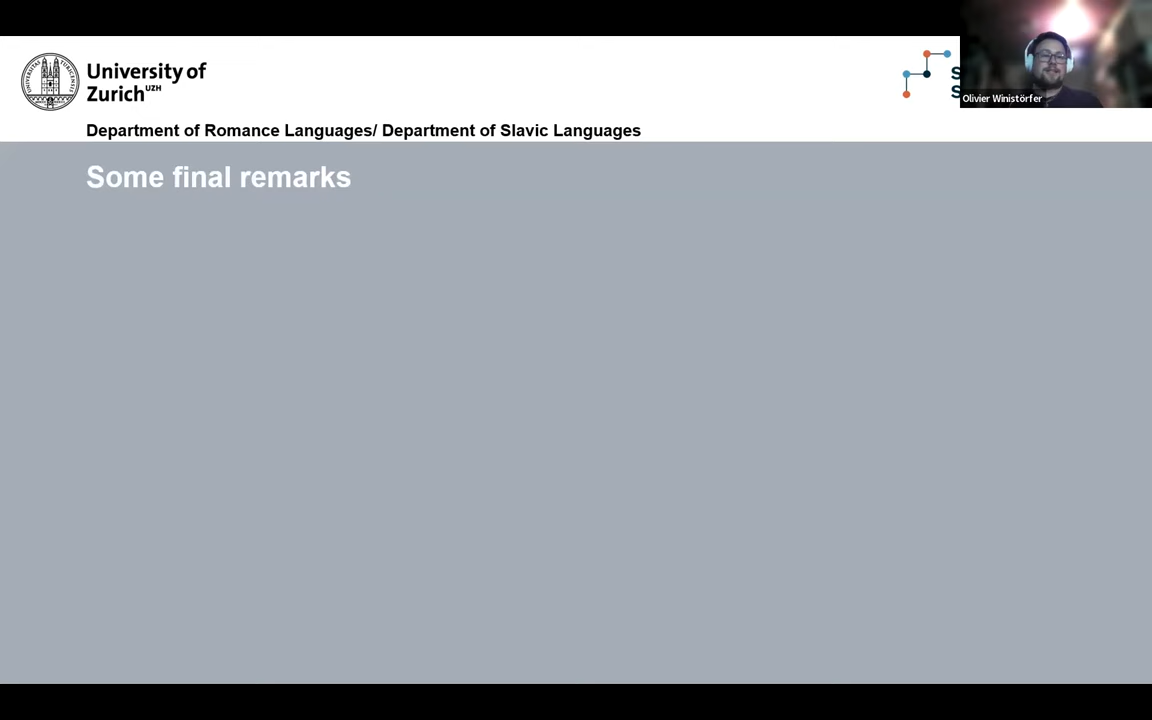 University of
Zurich UZH
Department of Romance Languages/ Department of Slavic Languages
Olivier Winistörfer
Some final remarks